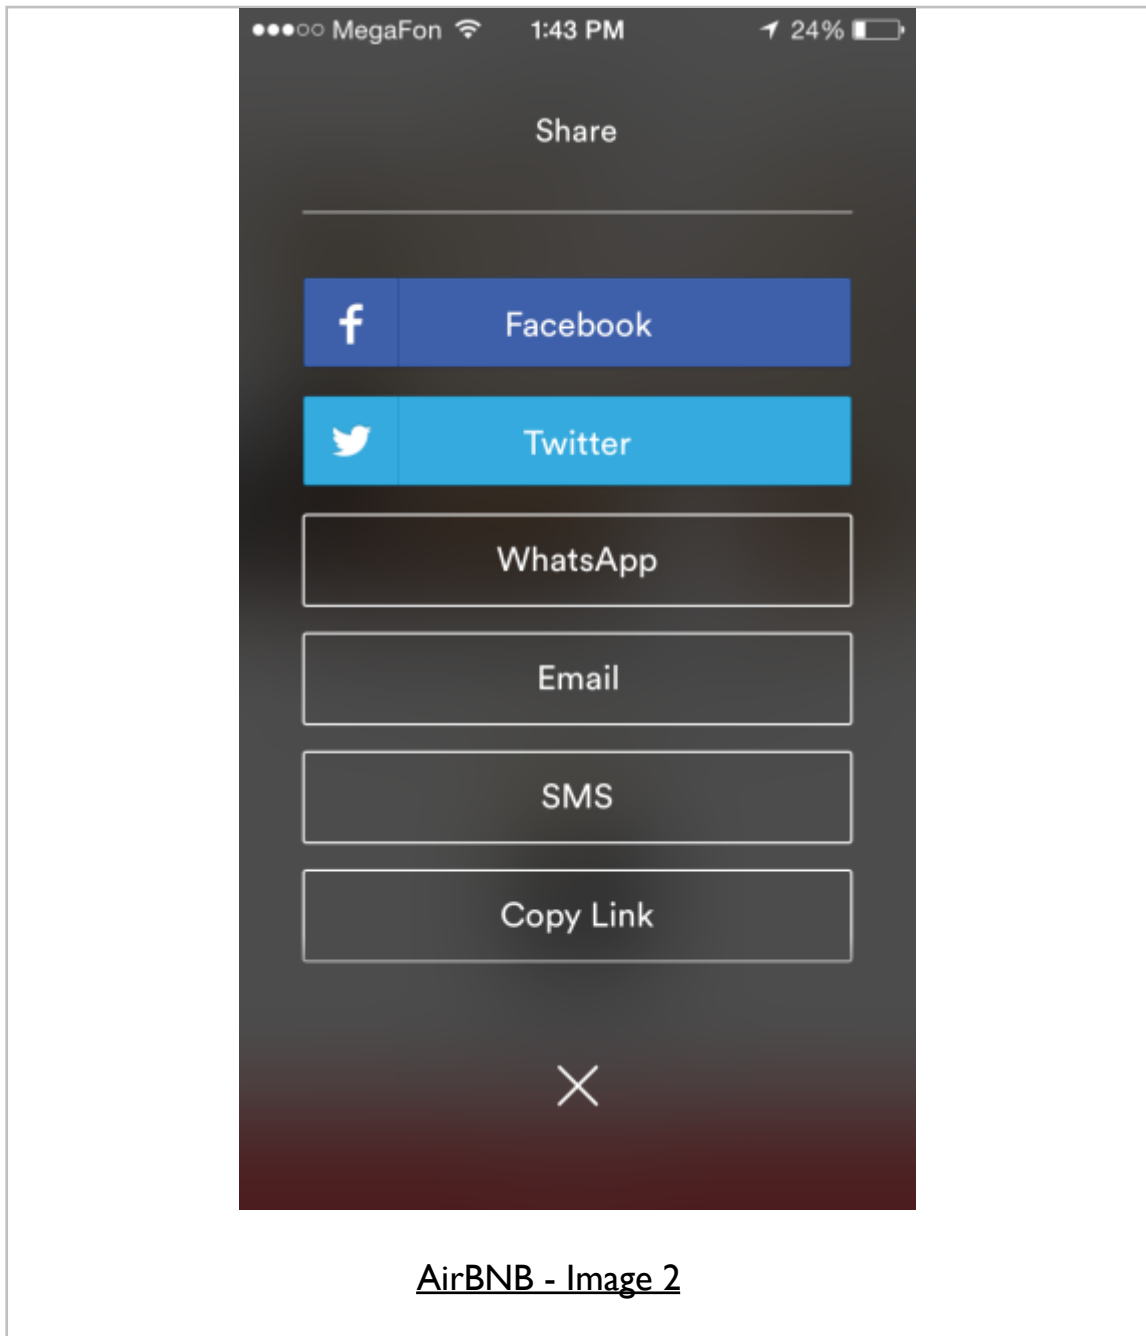 MegaFon 1:43 PM 24%
Share
Facebook
Twitter
WhatsApp
Email
SMS
Copy Link
AirBNB - Image 2